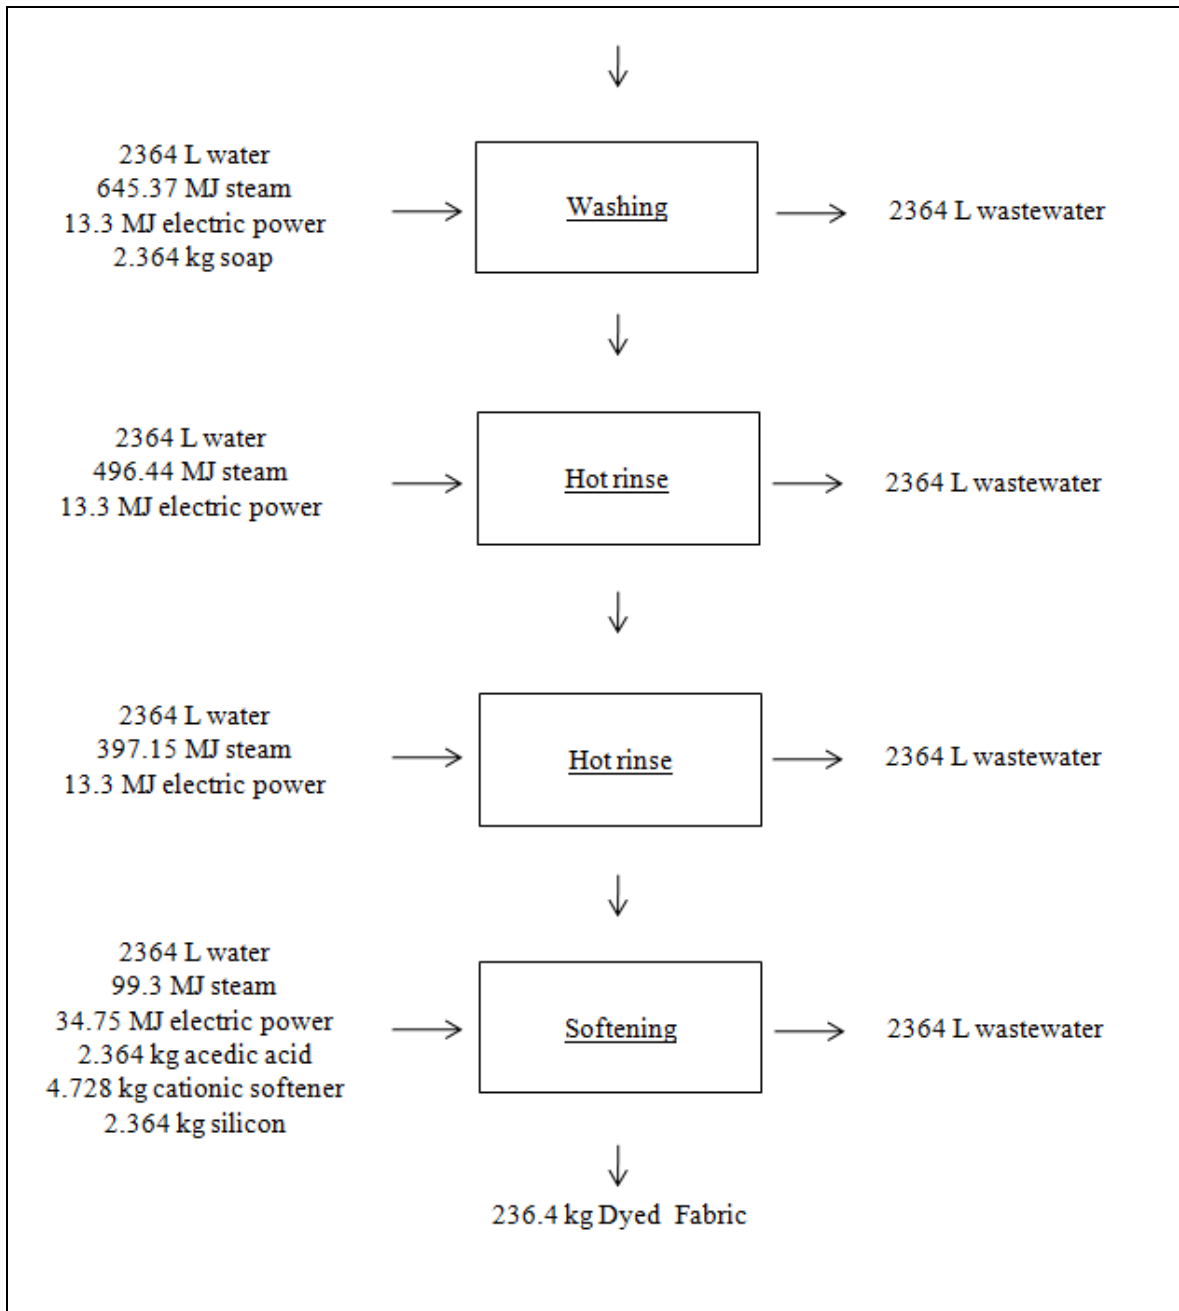 2364 L water
645.37 MJ steam
13.3 MJ electric power
2.364 kg soap
Washing
2364 L wastewater
2364 L water
496.44 MJ steam
13.3 MJ electric power
Hot rinse
2364 L wastewater
2364 L water
397.15 MJ steam
13.3 MJ electric power
Hot rinse
2364 L wastewater
2364 L water
99.3 MJ steam
34.75 MJ electric power
2.364 kg acedic acid
4.728 kg cationic softener
2.364 kg silicon
Softening
2364 L wastewater
236.4 kg Dyed Fabric